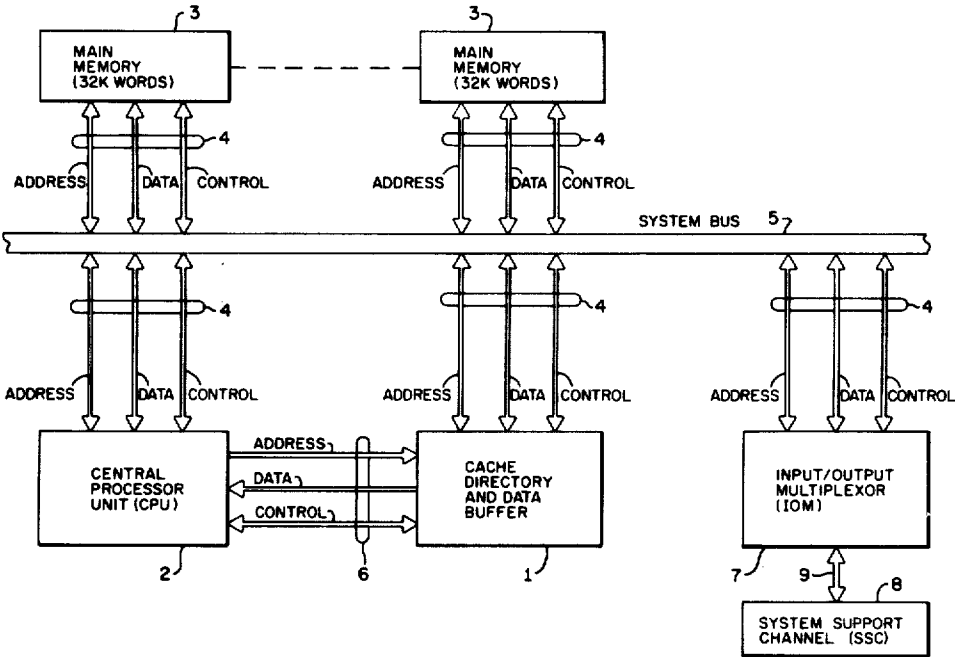 3
MAIN
MEMORY
(32K WORDS)
3
MAIN
MEMORY
(32K WORDS)
4
4
ADDRESS
DATA
CONTROL
ADDRESS
DATA
CONTROL
SYSTEM BUS
5
4
4
4
ADDRESS
DATA
CONTROL
ADDRESS
DATA
CONTROL
ADDRESS
DATA
CONTROL
CENTRAL
PROCESSOR
UNIT (CPU)
ADDRESS
DATA
CONTROL
CACHE
DIRECTORY
AND DATA
BUFFER
INPUT/OUTPUT
MULTIPLEXOR
(IOM)
2
6
1
7
9
8
SYSTEM SUPPORT
CHANNEL (SSC)